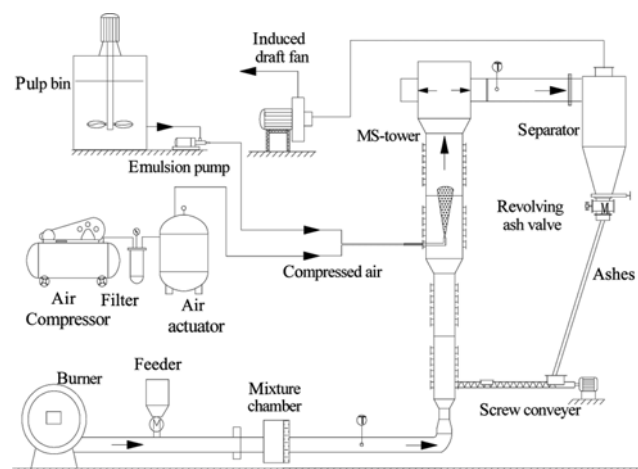 Pulp bin
Emulsion pump
Induced
draft fan
MS-tower
T
Separator
Revolving
ash valve
M
Ashes
Compressed air
Air
Compressor
Filter
Air
actuator
Burner
Feeder
Mixture
chamber
T
Screw conveyer